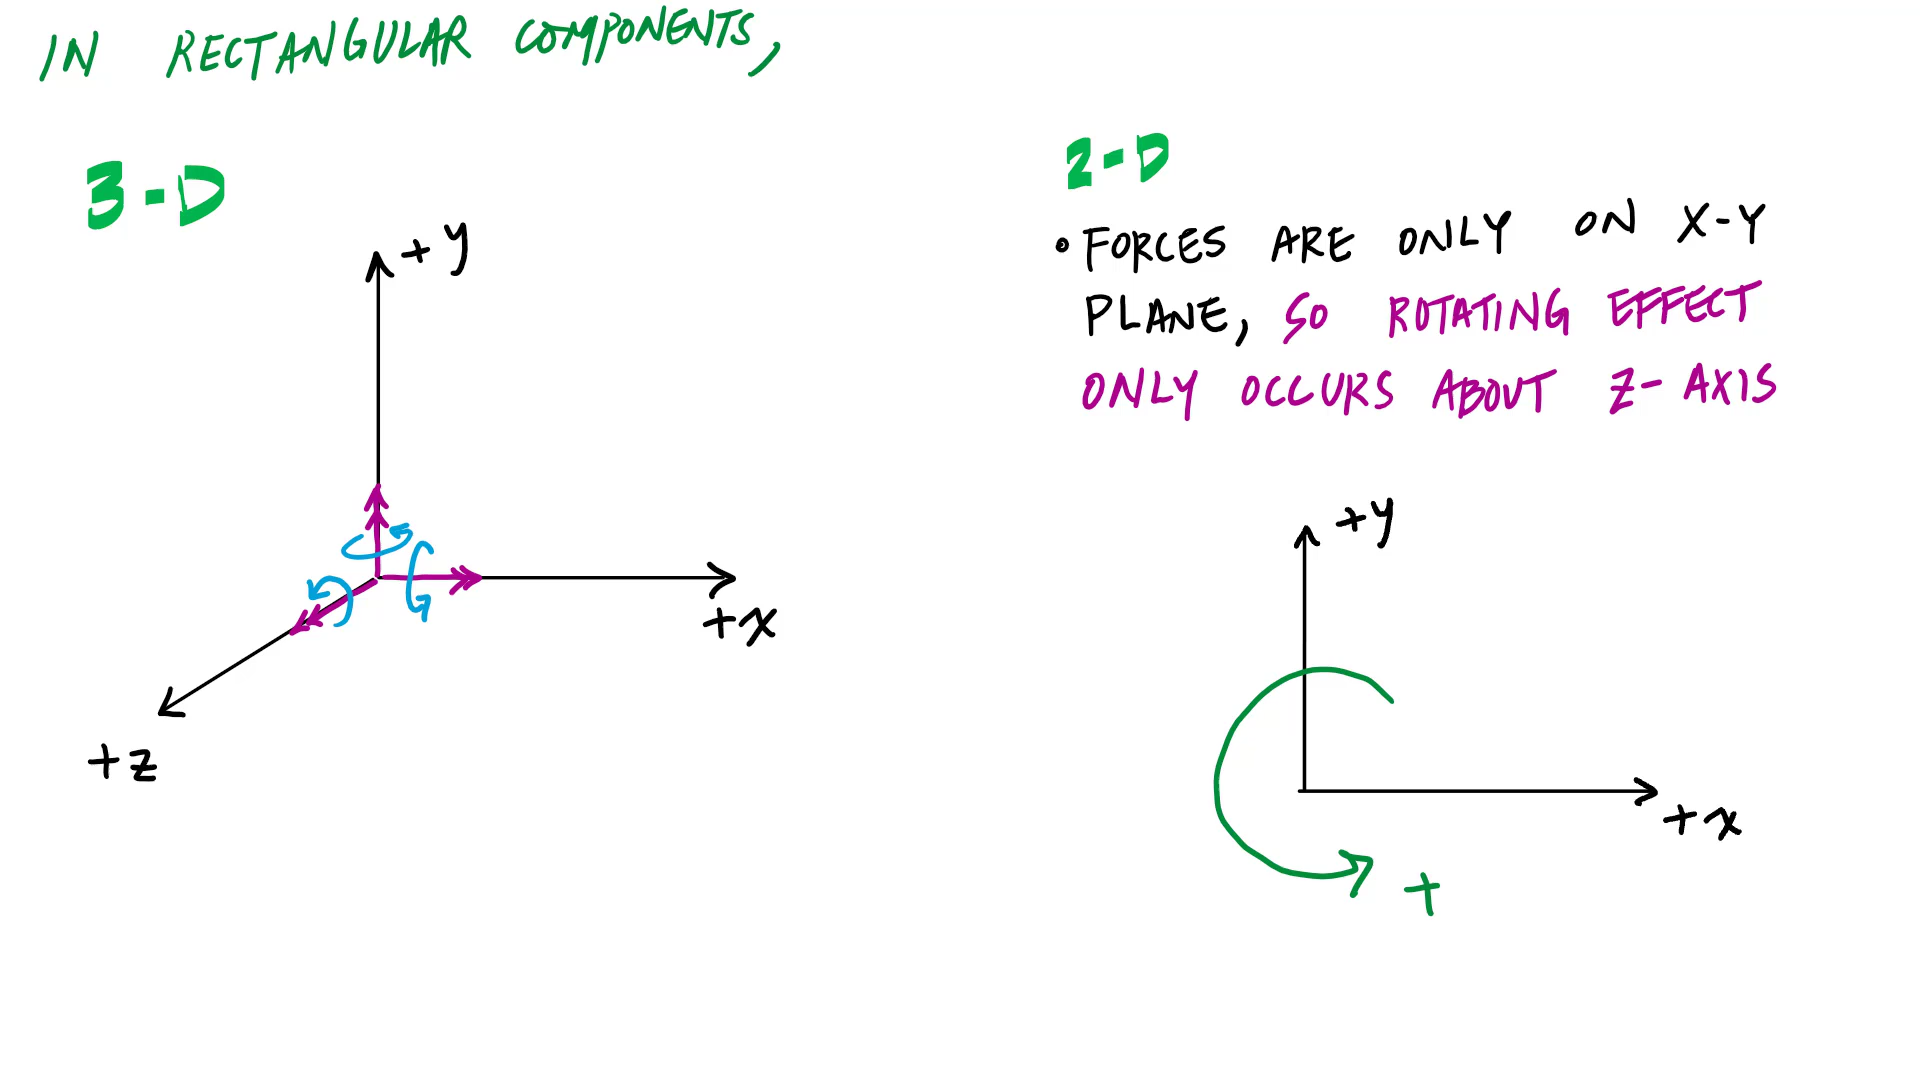 IN RECTANGULAR COMPONENTS,
3-D
+y
+x
+z
2-D
• FORCES ARE ONLY ON X-Y
PLANE, SO ROTATING EFFECT
ONLY OCCURS ABOUT Z-AXIS
+y
+x
+